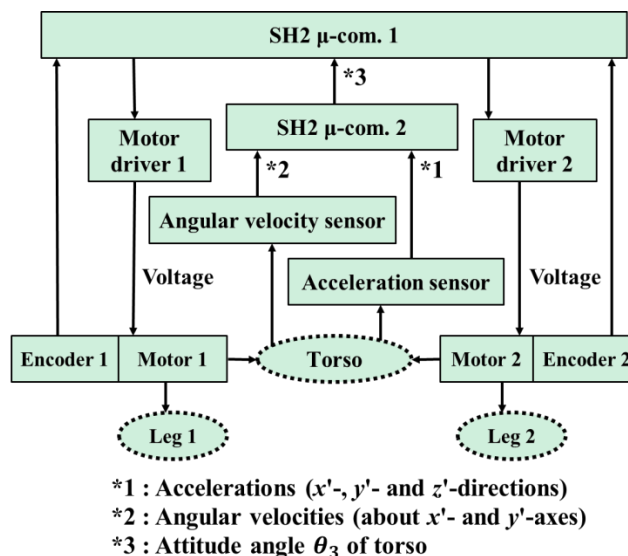 SH2 μ-com. 1
*3
SH2 μ-com. 2
Motor
driver 1
Motor
driver 2
*2
*1
Angular velocity sensor
Voltage
Acceleration sensor
Voltage
Encoder 1
Motor 1
Torso
Motor 2
Encoder 2
Leg 1
Leg 2
*1 : Accelerations (x'-, y'- and z'-directions)
*2 : Angular velocities (about x'- and y'-axes)
*3 : Attitude angle θ₃ of torso